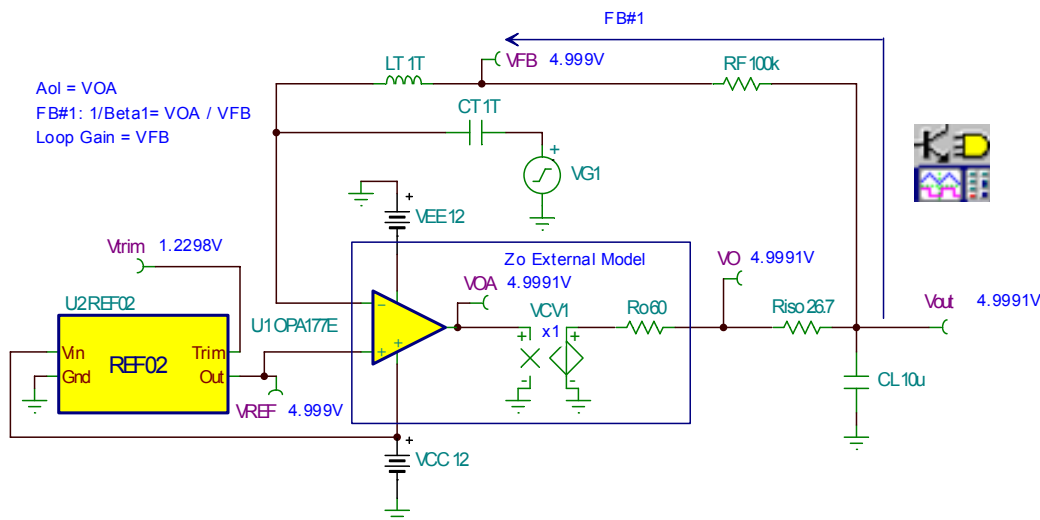 FB#1
LT 1T
VFB 4.999V
RF 100k
Aol = VOA
FB#1: 1/Beta1= VOA / VFB
Loop Gain = VFB
CT 1T
+
VG1
+
VEE 12
Vtrim 1.2298V
Zo External Model
VO 4.9991V
VOA 4.9991V
U2 REF02
U1 OPA177E
VCV1
x1
Ro 60
Riso 26.7
Vout 4.9991V
Vin
Trim
REF02
Gnd
Out
-
+
+
+
-
+
-
CL 10u
VREF 4.999V
+
VCC 12